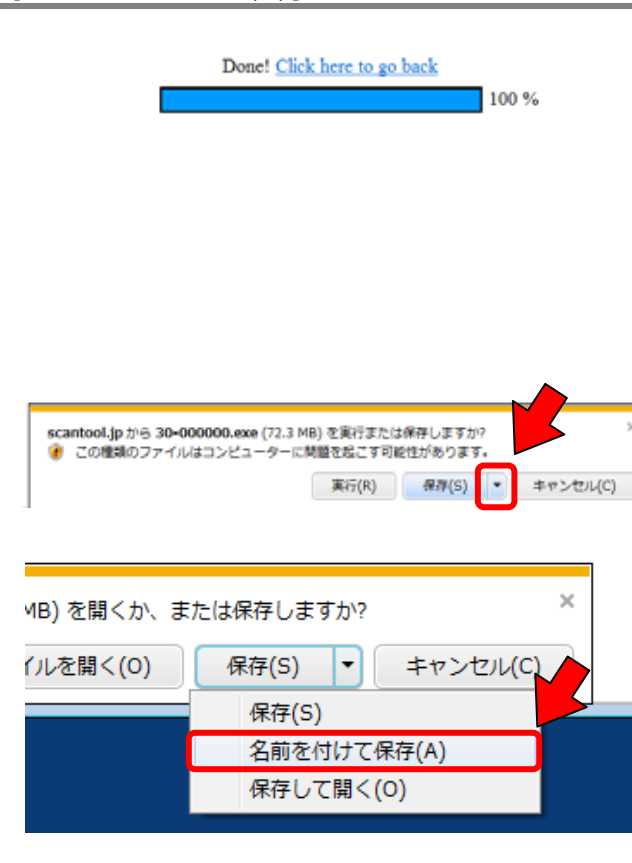 Done! Click here to go back
100 %
scantool.jp から 30-000000.exe (72.3 MB) を実行または保存しますか?
この種類のファイルはコンピューターに問題を起こす可能性があります。
実行(R) 保存(S) キャンセル(C)
MB) を開くか、または保存しますか? ×
イルを開く(O) 保存(S) キャンセル(C)
保存(S)
名前を付けて保存(A)
保存して開く(O)